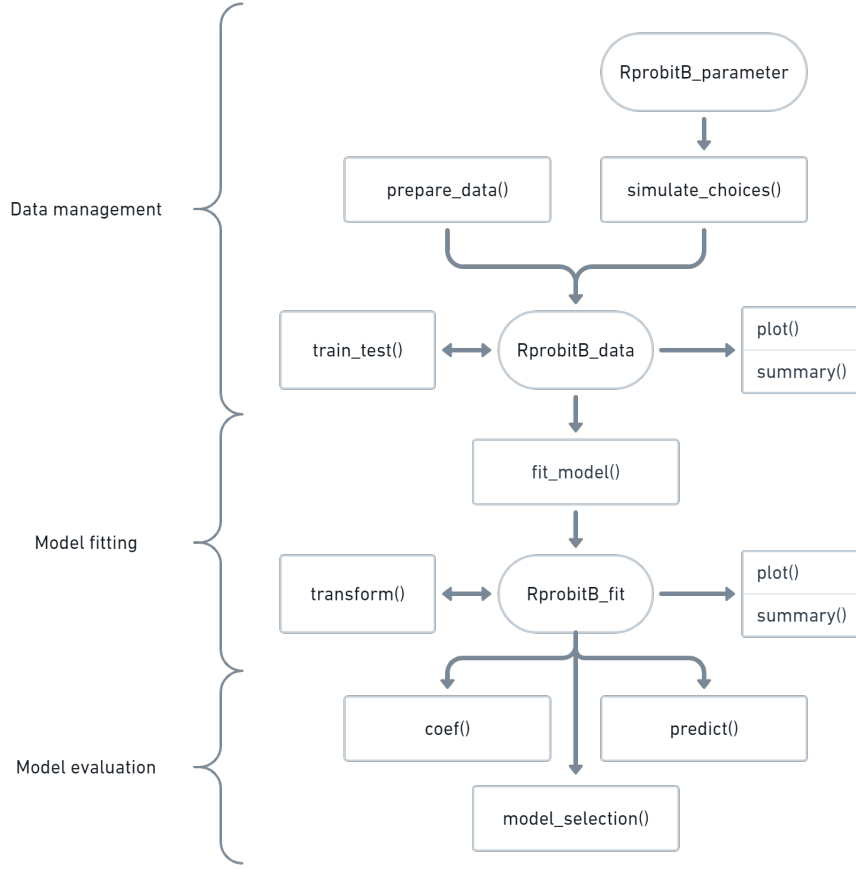 RprobitB_parameter
prepare_data()
simulate_choices()
Data management
train_test()
RprobitB_data
plot()
summary()
fit_model()
Model fitting
transform()
RprobitB_fit
plot()
summary()
coef()
predict()
Model evaluation
model_selection()